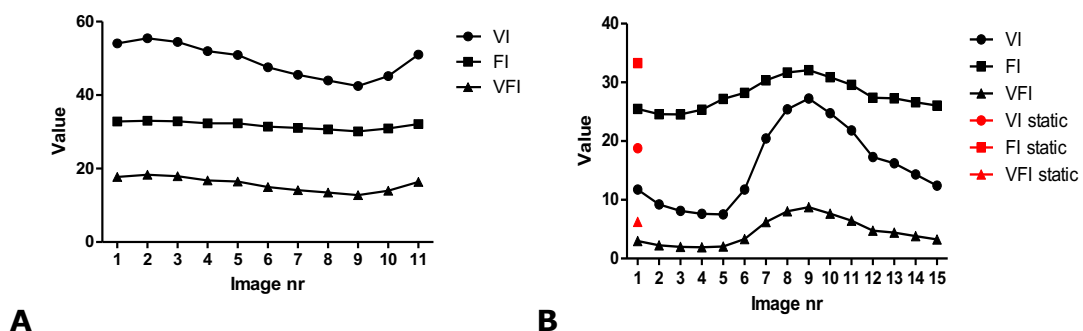 60
40
20
0
Value
1 2 3 4 5 6 7 8 9 10 11
Image nr
VI
FI
VFI
A
40
30
20
10
0
Value
1 2 3 4 5 6 7 8 9 10 11 12 13 14 15
Image nr
VI
FI
VFI
VI static
FI static
VFI static
B